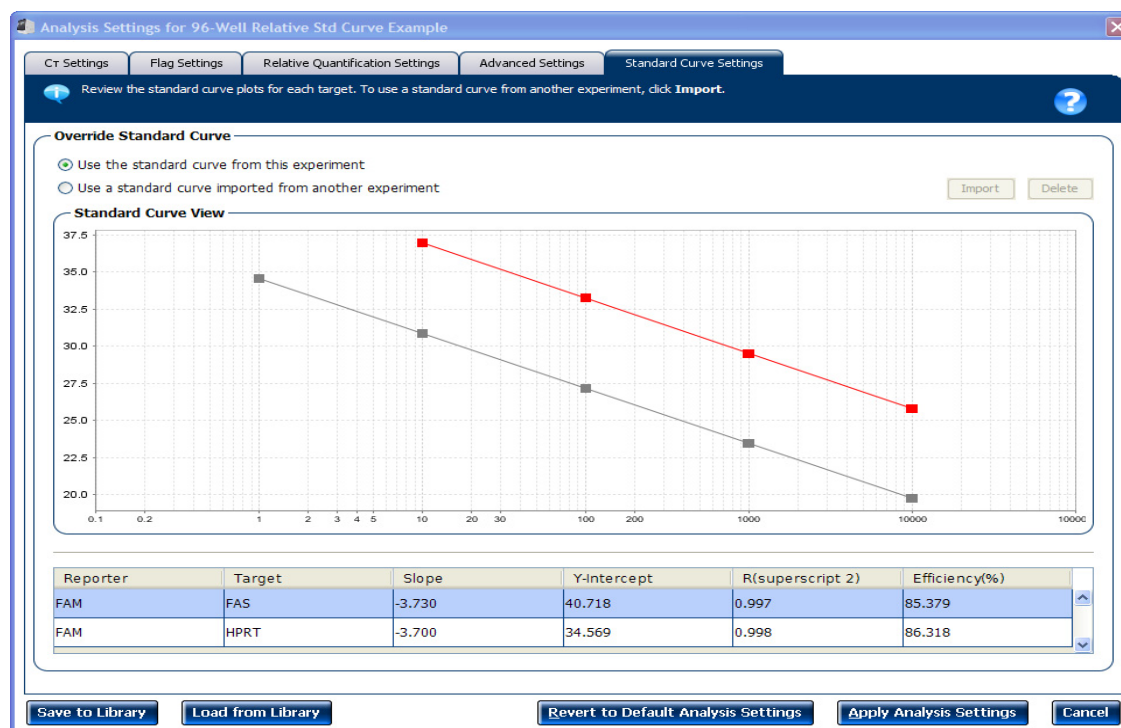 Analysis Settings for 96-Well Relative Std Curve Example
CT Settings Flag Settings Relative Quantification Settings Advanced Settings Standard Curve Settings
Review the standard curve plots for each target. To use a standard curve from another experiment, click Import.
?
Override Standard Curve
Use the standard curve from this experiment
Use a standard curve imported from another experiment
Import Delete
Standard Curve View
37.5
35.0
32.5
30.0
27.5
25.0
22.5
20.0
0.1 0.2 1 2 3 4 5 10 20 30 100 200 1000 10000 10000
Reporter Target Slope Y-Intercept R(superscript 2) Efficiency(%)
FAM FAS -3.730 40.718 0.997 85.379
FAM HPRT -3.700 34.569 0.998 86.318
Save to Library Load from Library Revert to Default Analysis Settings Apply Analysis Settings Cancel